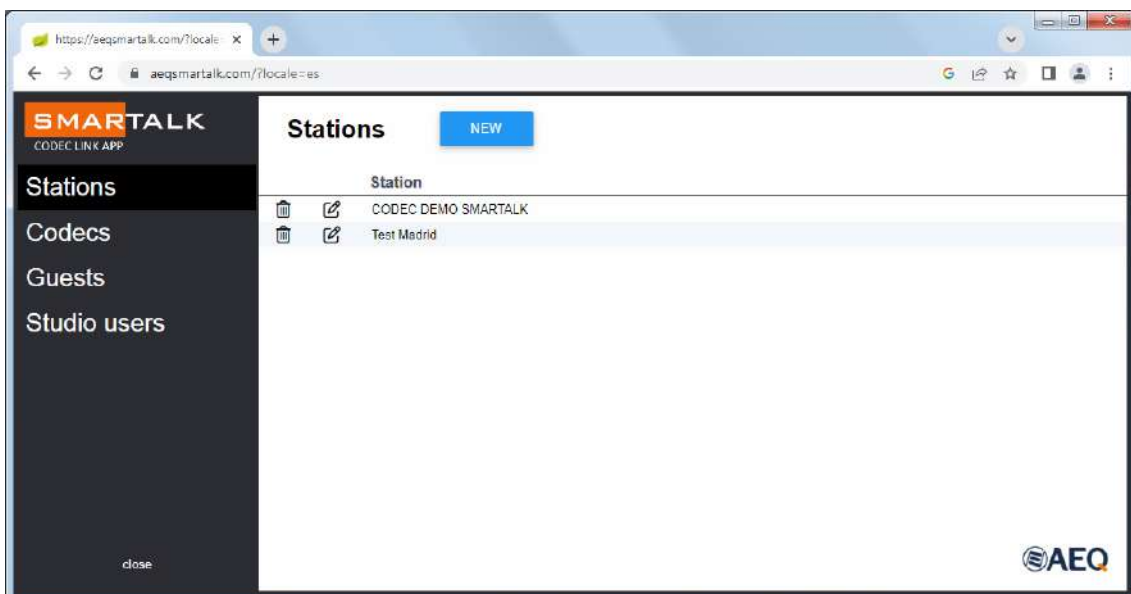 https://aeqsmartalk.com/?locale
aeqsmartalk.com/?locale=es
SMARTALK
CODEC LINK APP
Stations
Codecs
Guests
Studio users
close
Stations
NEW
Station
CODEC DEMO SMARTALK
Test Madrid
AEQ